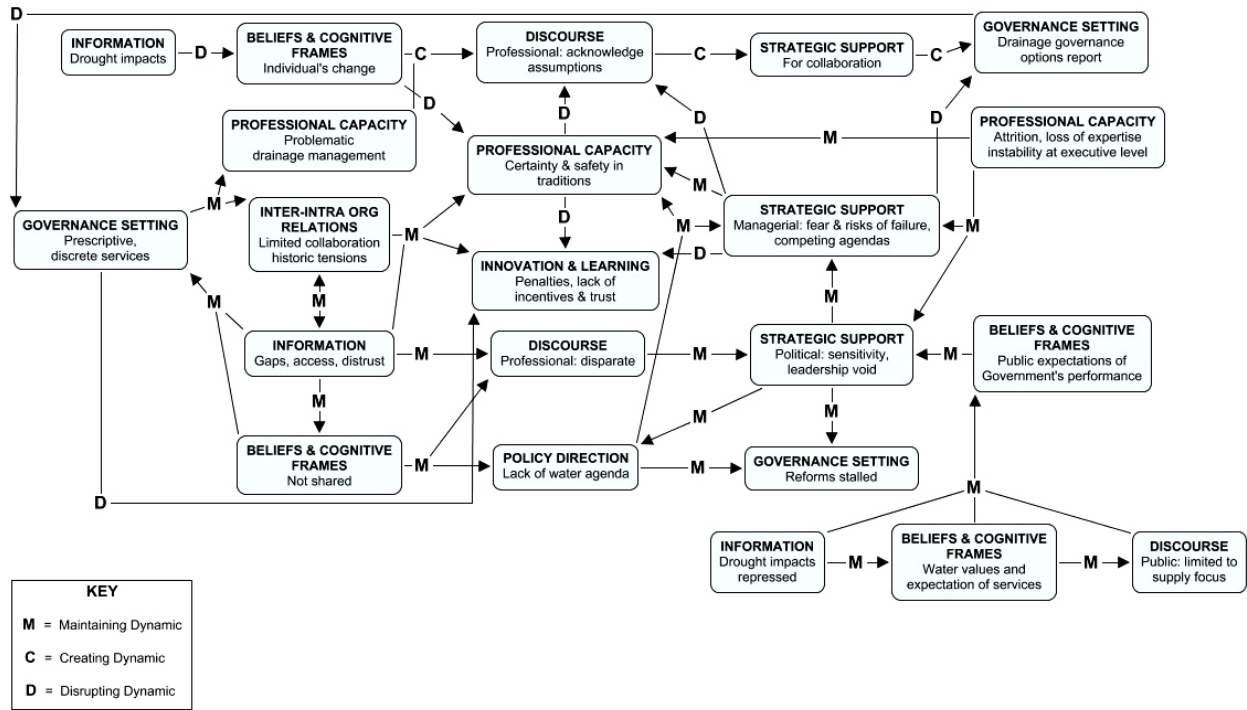 D
INFORMATION
Drought impacts
D
BELIEFS & COGNITIVE
FRAMES
Individual's change
C
DISCOURSE
Professional: acknowledge
assumptions
C
STRATEGIC SUPPORT
For collaboration
C
GOVERNANCE SETTING
Drainage governance
options report
D
D
D
D
PROFESSIONAL CAPACITY
Problematic
drainage management
PROFESSIONAL CAPACITY
Certainty & safety in
traditions
M
PROFESSIONAL CAPACITY
Attrition, loss of expertise
instability at executive level
M
M
GOVERNANCE SETTING
Prescriptive,
discrete services
INTER-INTRA ORG
RELATIONS
Limited collaboration
historic tensions
M
D
M
STRATEGIC SUPPORT
Managerial: fear & risks of failure,
competing agendas
M
D
INNOVATION & LEARNING
Penalties, lack of
incentives & trust
M
M
M
INFORMATION
Gaps, access, distrust
M
DISCOURSE
Professional: disparate
M
STRATEGIC SUPPORT
Political: sensitivity,
leadership void
M
BELIEFS & COGNITIVE
FRAMES
Public expectations of
Government's performance
M
M
M
BELIEFS & COGNITIVE
FRAMES
Not shared
M
POLICY DIRECTION
Lack of water agenda
M
GOVERNANCE SETTING
Reforms stalled
M
D
INFORMATION
Drought impacts
repressed
M
BELIEFS & COGNITIVE
FRAMES
Water values and
expectation of services
M
DISCOURSE
Public: limited to
supply focus
KEY
M = Maintaining Dynamic
C = Creating Dynamic
D = Disrupting Dynamic